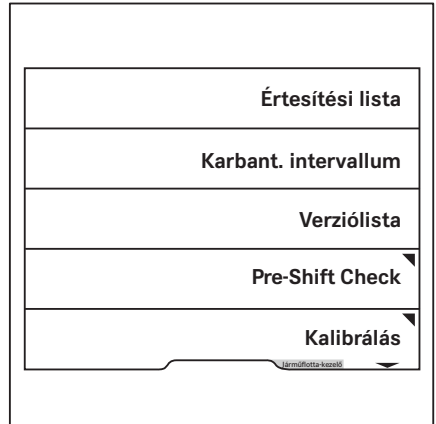 Értesítési lista
Karbant. intervallum
Verziólista
Pre-Shift Check
Kalibrálás
Járműflotta-kezelő